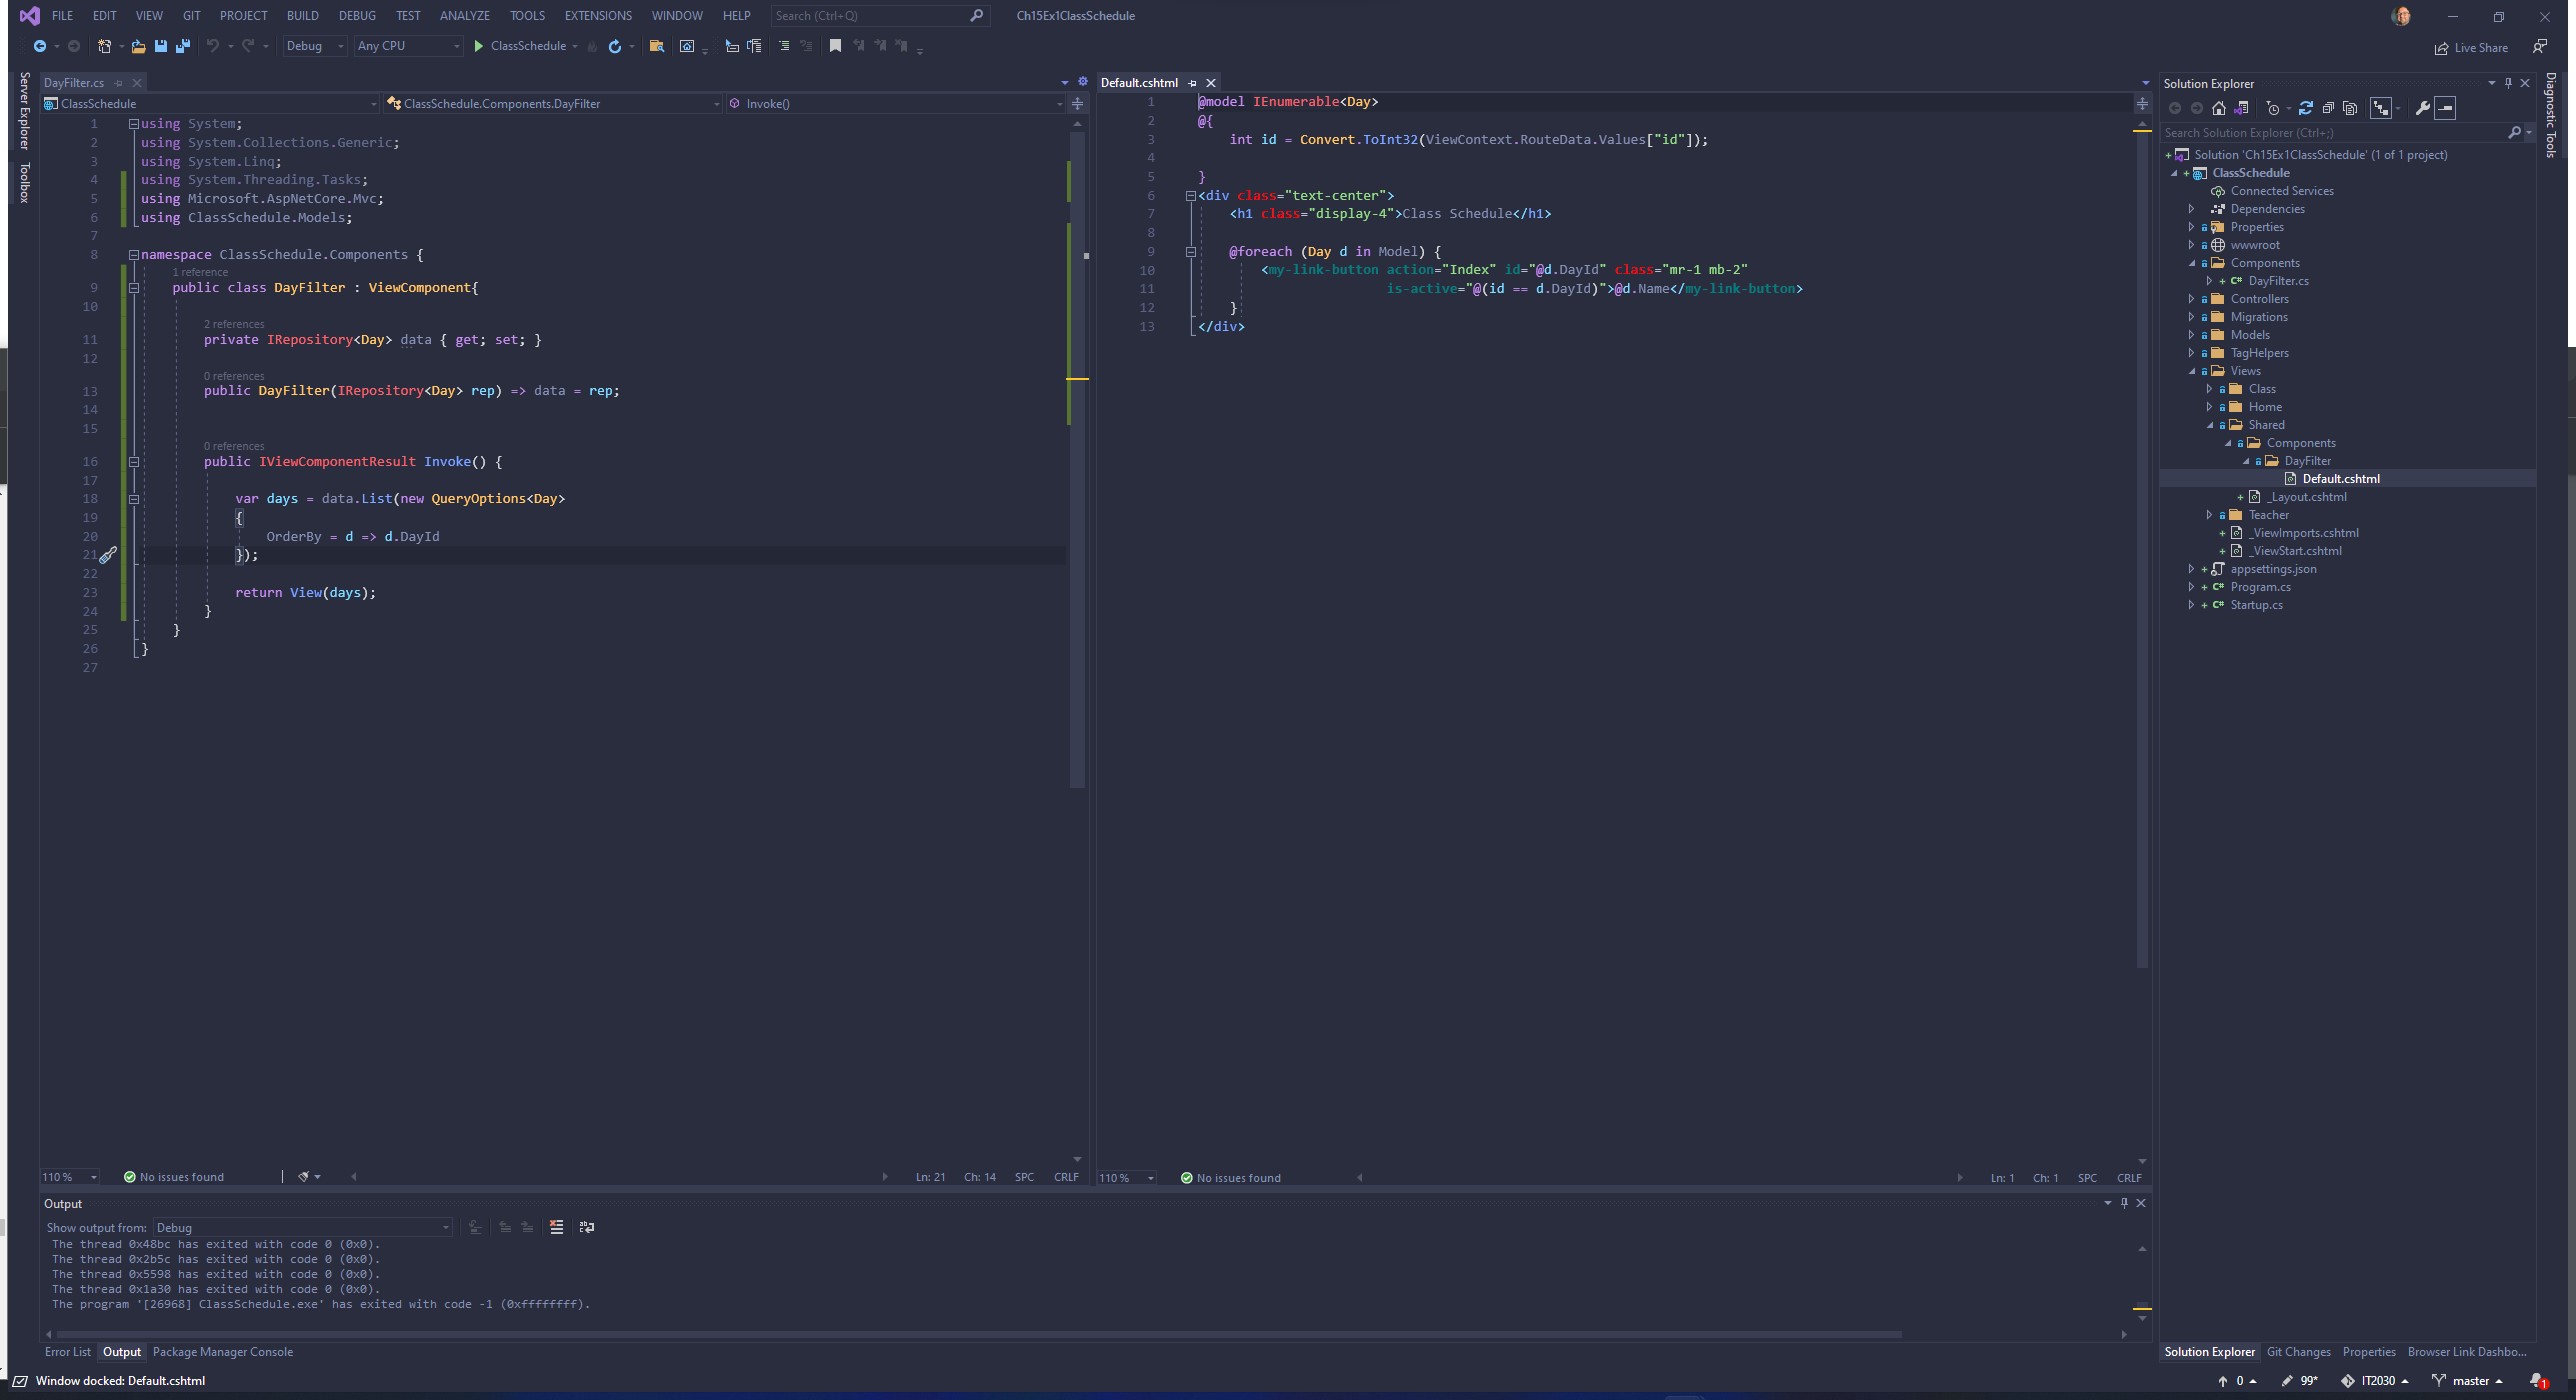 FILE EDIT VIEW GIT PROJECT BUILD DEBUG TEST ANALYZE TOOLS EXTENSIONS WINDOW HELP Search (Ctrl+Q) Ch15Ex1ClassSchedule
Debug Any CPU ClassSchedule Live Share
Server Explorer
Toolbox
DayFilter.cs
ClassSchedule ClassSchedule.Components.DayFilter Invoke()
1 using System;
2 using System.Collections.Generic;
3 using System.Linq;
4 using System.Threading.Tasks;
5 using Microsoft.AspNetCore.Mvc;
6 using ClassSchedule.Models;
7
8 namespace ClassSchedule.Components {
1 reference
9 public class DayFilter : ViewComponent{
10
2 references
11 private IRepository<Day> data { get; set; }
12
0 references
13 public DayFilter(IRepository<Day> rep) => data = rep;
14
15
0 references
16 public IViewComponentResult Invoke() {
17
18 var days = data.List(new QueryOptions<Day>
19 {
20 OrderBy = d => d.DayId
21 });
22
23 return View(days);
24 }
25 }
26 }
27
110 % No issues found Ln: 21 Ch: 14 SPC CRLF
Default.cshtml
1 @model IEnumerable<Day>
2 @{
3 int id = Convert.ToInt32(ViewContext.RouteData.Values["id"]);
4
5 }
6 <div class="text-center">
7 <h1 class="display-4">Class Schedule</h1>
8
9 @foreach (Day d in Model) {
10 <my-link-button action="Index" id="@d.DayId" class="mr-1 mb-2"
11 is-active="@(id == d.DayId)">@d.Name</my-link-button>
12 }
13 </div>
110 % No issues found Ln: 1 Ch: 1 SPC CRLF
Output
Show output from: Debug
The thread 0x48bc has exited with code 0 (0x0).
The thread 0x2b5c has exited with code 0 (0x0).
The thread 0x5598 has exited with code 0 (0x0).
The thread 0x1a30 has exited with code 0 (0x0).
The program '[26968] ClassSchedule.exe' has exited with code -1 (0xffffffff).
Error List Output Package Manager Console
Solution Explorer
Search Solution Explorer (Ctrl+;)
Solution 'Ch15Ex1ClassSchedule' (1 of 1 project)
ClassSchedule
Connected Services
Dependencies
Properties
wwwroot
Components
C# DayFilter.cs
Controllers
Migrations
Models
TagHelpers
Views
Class
Home
Shared
Components
DayFilter
Default.cshtml
_Layout.cshtml
Teacher
_ViewImports.cshtml
_ViewStart.cshtml
appsettings.json
C# Program.cs
C# Startup.cs
Solution Explorer Git Changes Properties Browser Link Dashbo...
Diagnostic Tools
Window docked: Default.cshtml 0 99* IT2030 master 1